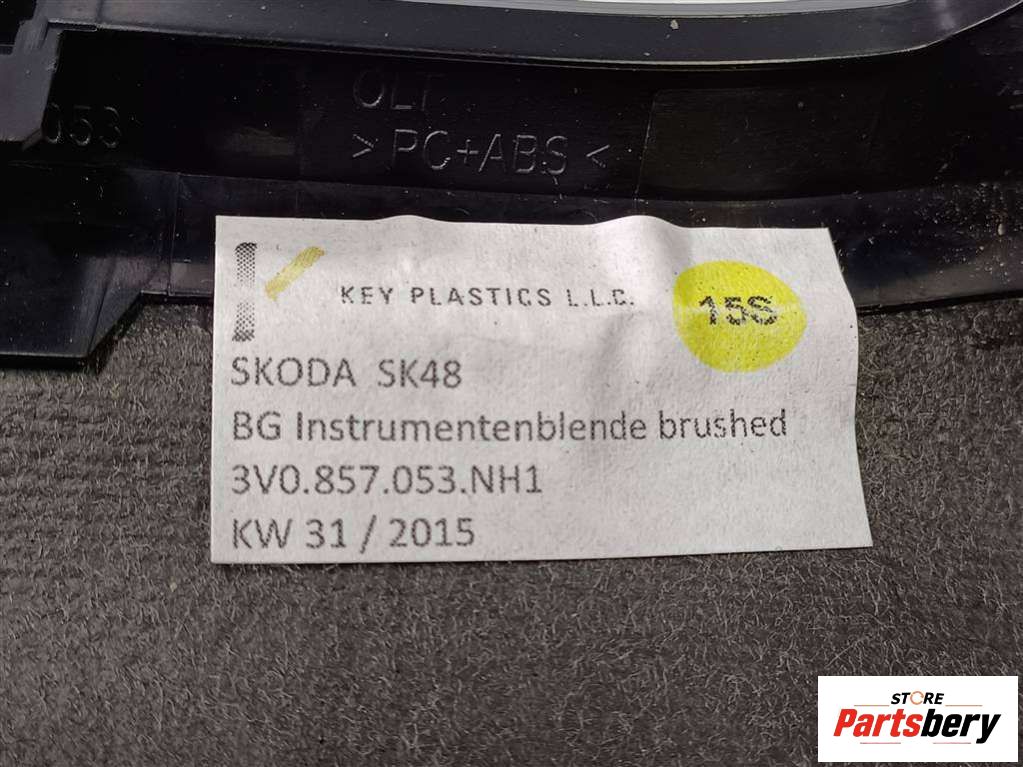 053
> PC+ABS <
KEY PLASTICS L.L.C.
15S
SKODA SK48
BG Instrumentenblende brushed
3V0.857.053.NH1
KW 31 / 2015
STORE
Partsbery